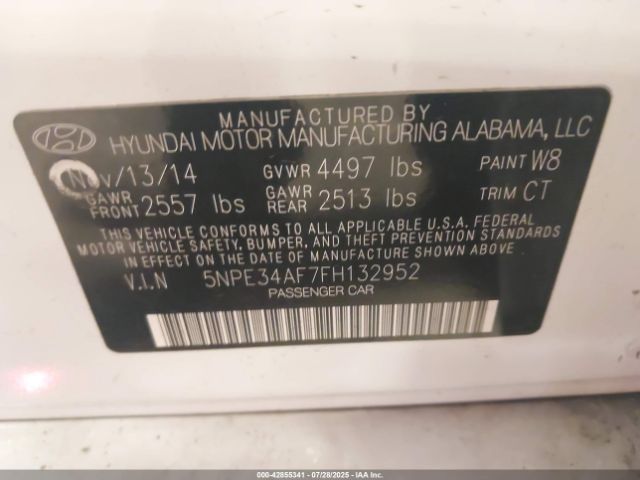 MANUFACTURED BY
HYUNDAI MOTOR MANUFACTURING ALABAMA, LLC
Nov/13/14 GVWR 4497 lbs PAINT W8
GAWR FRONT 2557 lbs GAWR REAR 2513 lbs TRIM CT
THIS VEHICLE CONFORMS TO ALL APPLICABLE U.S.A. FEDERAL
MOTOR VEHICLE SAFETY, BUMPER, AND THEFT PREVENTION
STANDARDS IN EFFECT ON THE DATE OF MANUFACTURE SHOWN ABOVE.
V.I.N 5NPE34AF7FH132952
PASSENGER CAR
000-42855341 | 07/28/2025 - IAA, Inc.